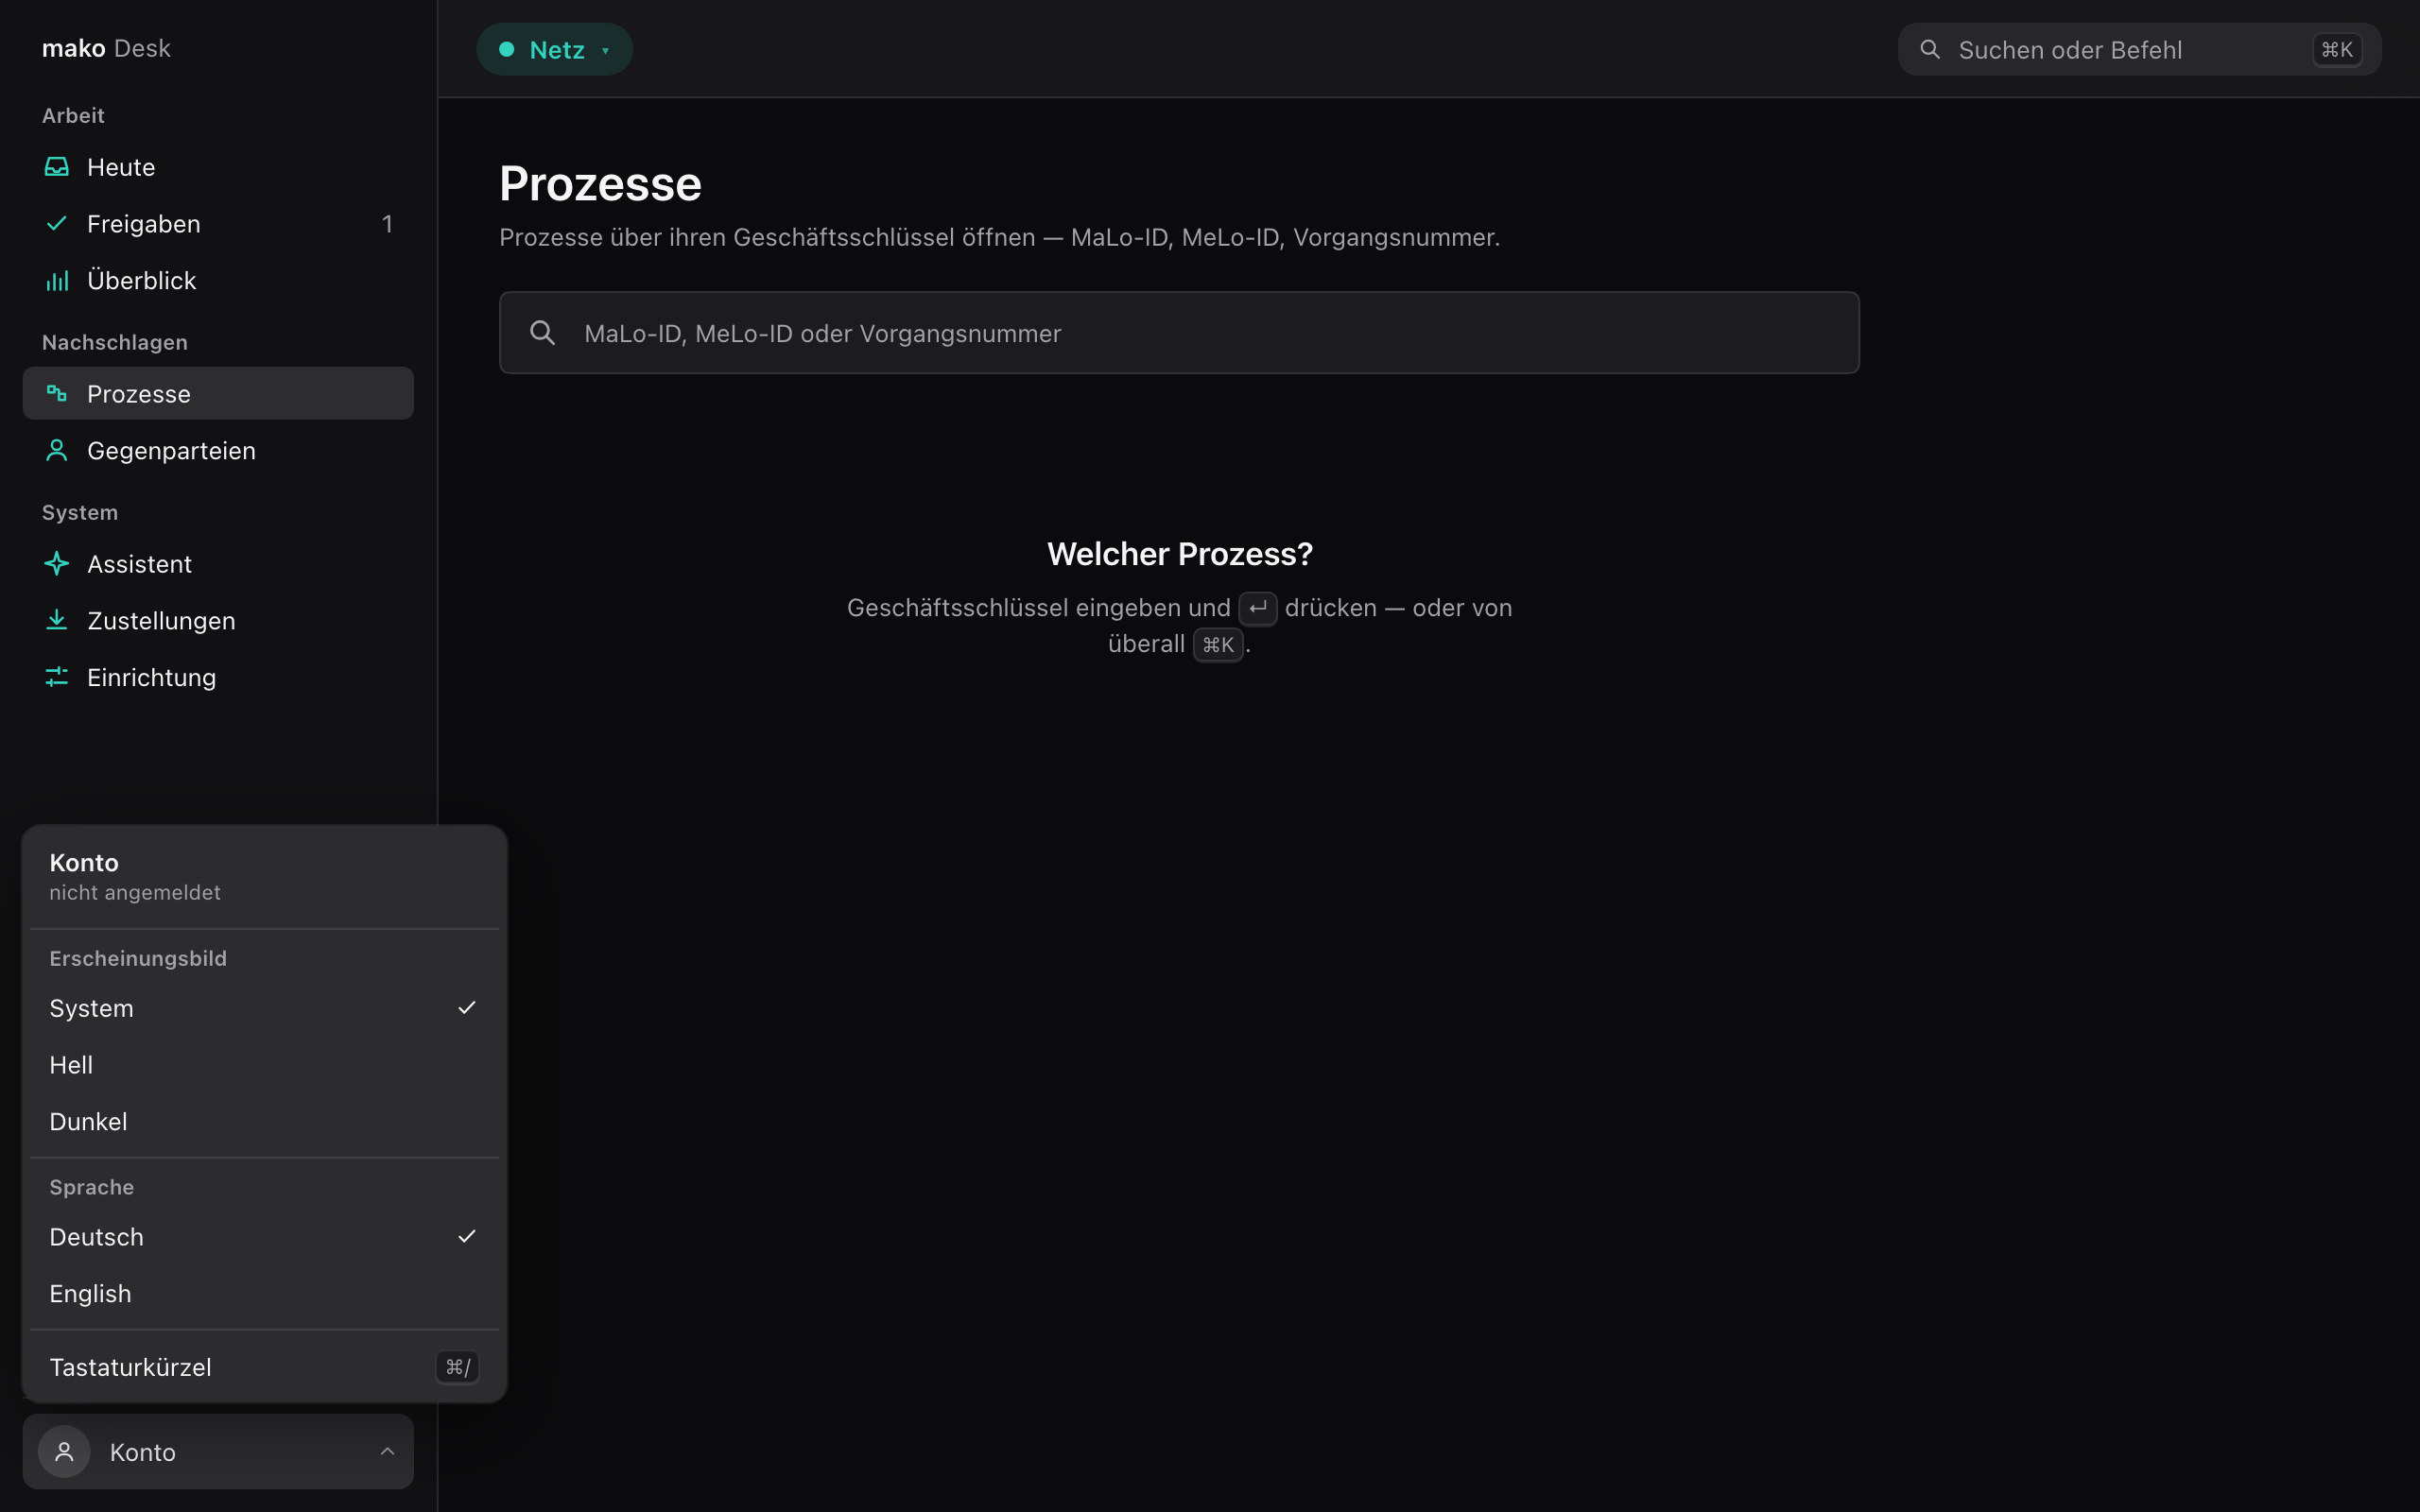 mako Desk
Netz ▾
Suchen oder Befehl ⌘K
Arbeit
Heute
Freigaben 1
Überblick
Nachschlagen
Prozesse
Gegenparteien
System
Assistent
Zustellungen
Einrichtung
Prozesse
Prozesse über ihren Geschäftsschlüssel öffnen — MaLo-ID, MeLo-ID, Vorgangsnummer.
MaLo-ID, MeLo-ID oder Vorgangsnummer
Welcher Prozess?
Geschäftsschlüssel eingeben und ↵ drücken — oder von
überall ⌘K.
Konto
nicht angemeldet
Erscheinungsbild
System
Hell
Dunkel
Sprache
Deutsch
English
Tastaturkürzel ⌘/
Konto